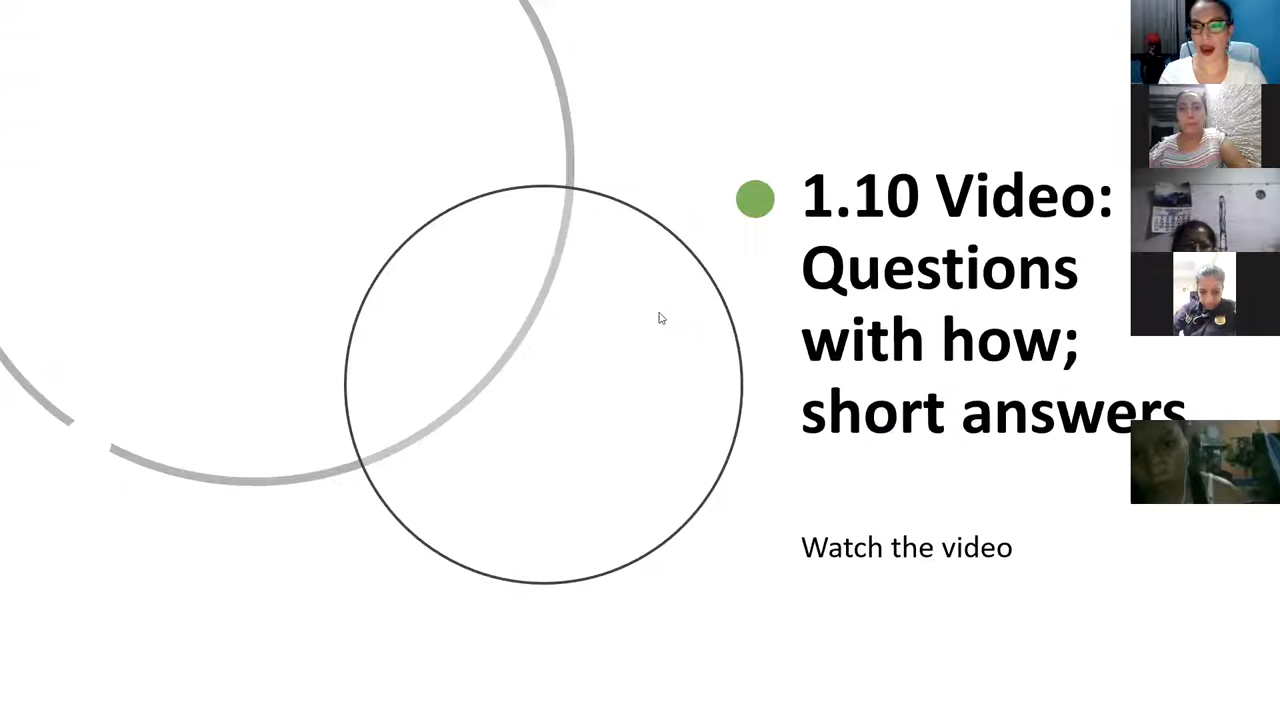 1.10 Video:
Questions
with how;
short answers
Watch the video